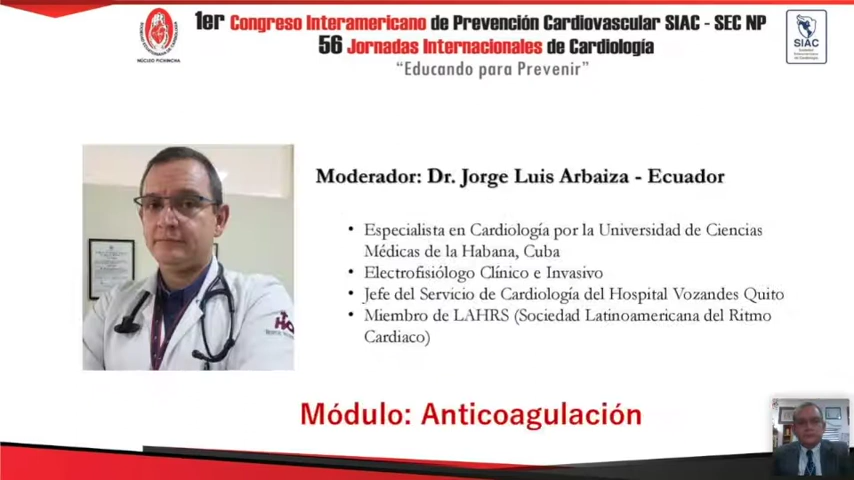 1er Congreso Interamericano de Prevención Cardiovascular SIAC - SEC NP
56 Jornadas Internacionales de Cardiología
“Educando para Prevenir”
NÚCLEO PICHINCHA
SIAC
Moderador: Dr. Jorge Luis Arbaiza - Ecuador
• Especialista en Cardiología por la Universidad de Ciencias
Médicas de la Habana, Cuba
• Electrofisiólogo Clínico e Invasivo
• Jefe del Servicio de Cardiología del Hospital Vozandes Quito
• Miembro de LAHRS (Sociedad Latinoamericana del Ritmo
Cardiaco)
Módulo: Anticoagulación